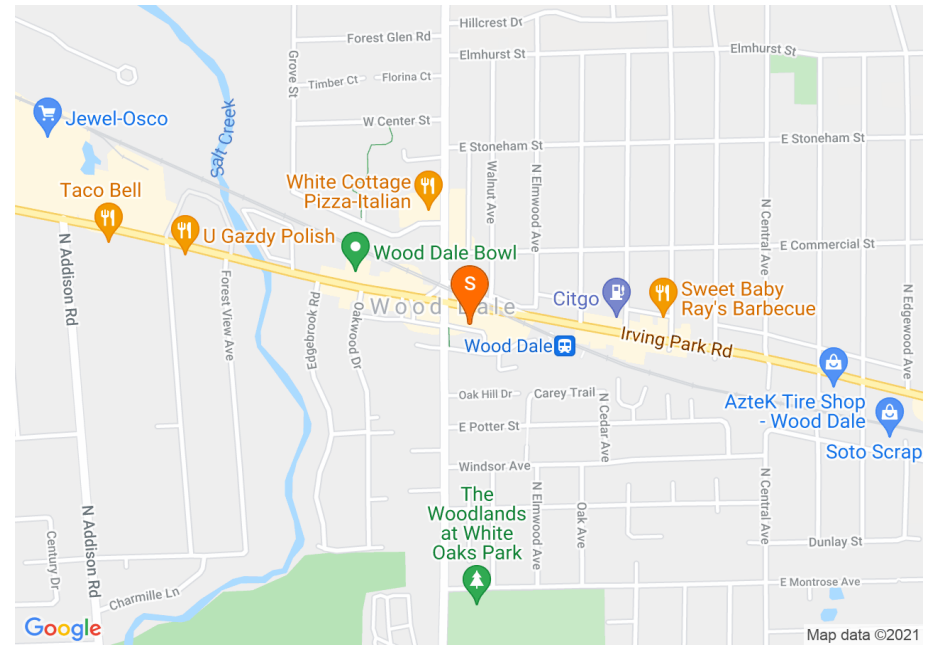 Hillcrest Dr
Forest Glen Rd
Elmhurst St
Elmhurst St
Grove St
Timber Ct
Florina Ct
Jewel-Osco
W Center St
Salt Creek
E Stoneham St
E Stoneham St
Taco Bell
White Cottage
Pizza-Italian
Walnut Ave
N Elmwood Ave
N Central Ave
U Gazdy Polish
Wood Dale Bowl
E Commercial St
N Addison Rd
Forest View Ave
S
Wood Dale
Citgo
Sweet Baby
Ray's Barbecue
N Edgewood Ave
Edgebrook Rd
Oakwood Dr
Wood Dale
Irving Park Rd
Oak Hill Dr
Carey Trail
AzteK Tire Shop
- Wood Dale
N Cedar Ave
E Potter St
Soto Scrap
Windsor Ave
The
Woodlands
at White
Oaks Park
N Elmwood Ave
Oak Ave
N Central Ave
N Addison Rd
Century Dr
Dunlay St
Charmille Ln
E Montrose Ave
Google
Map data ©2021